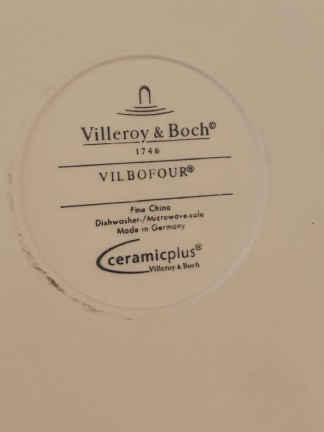 Villeroy & Boch©
1748
VILBOFOUR®
Fine China
Dishwasher-/Microwave-safe
Made in Germany
ceramicplus®
Villeroy & Boch